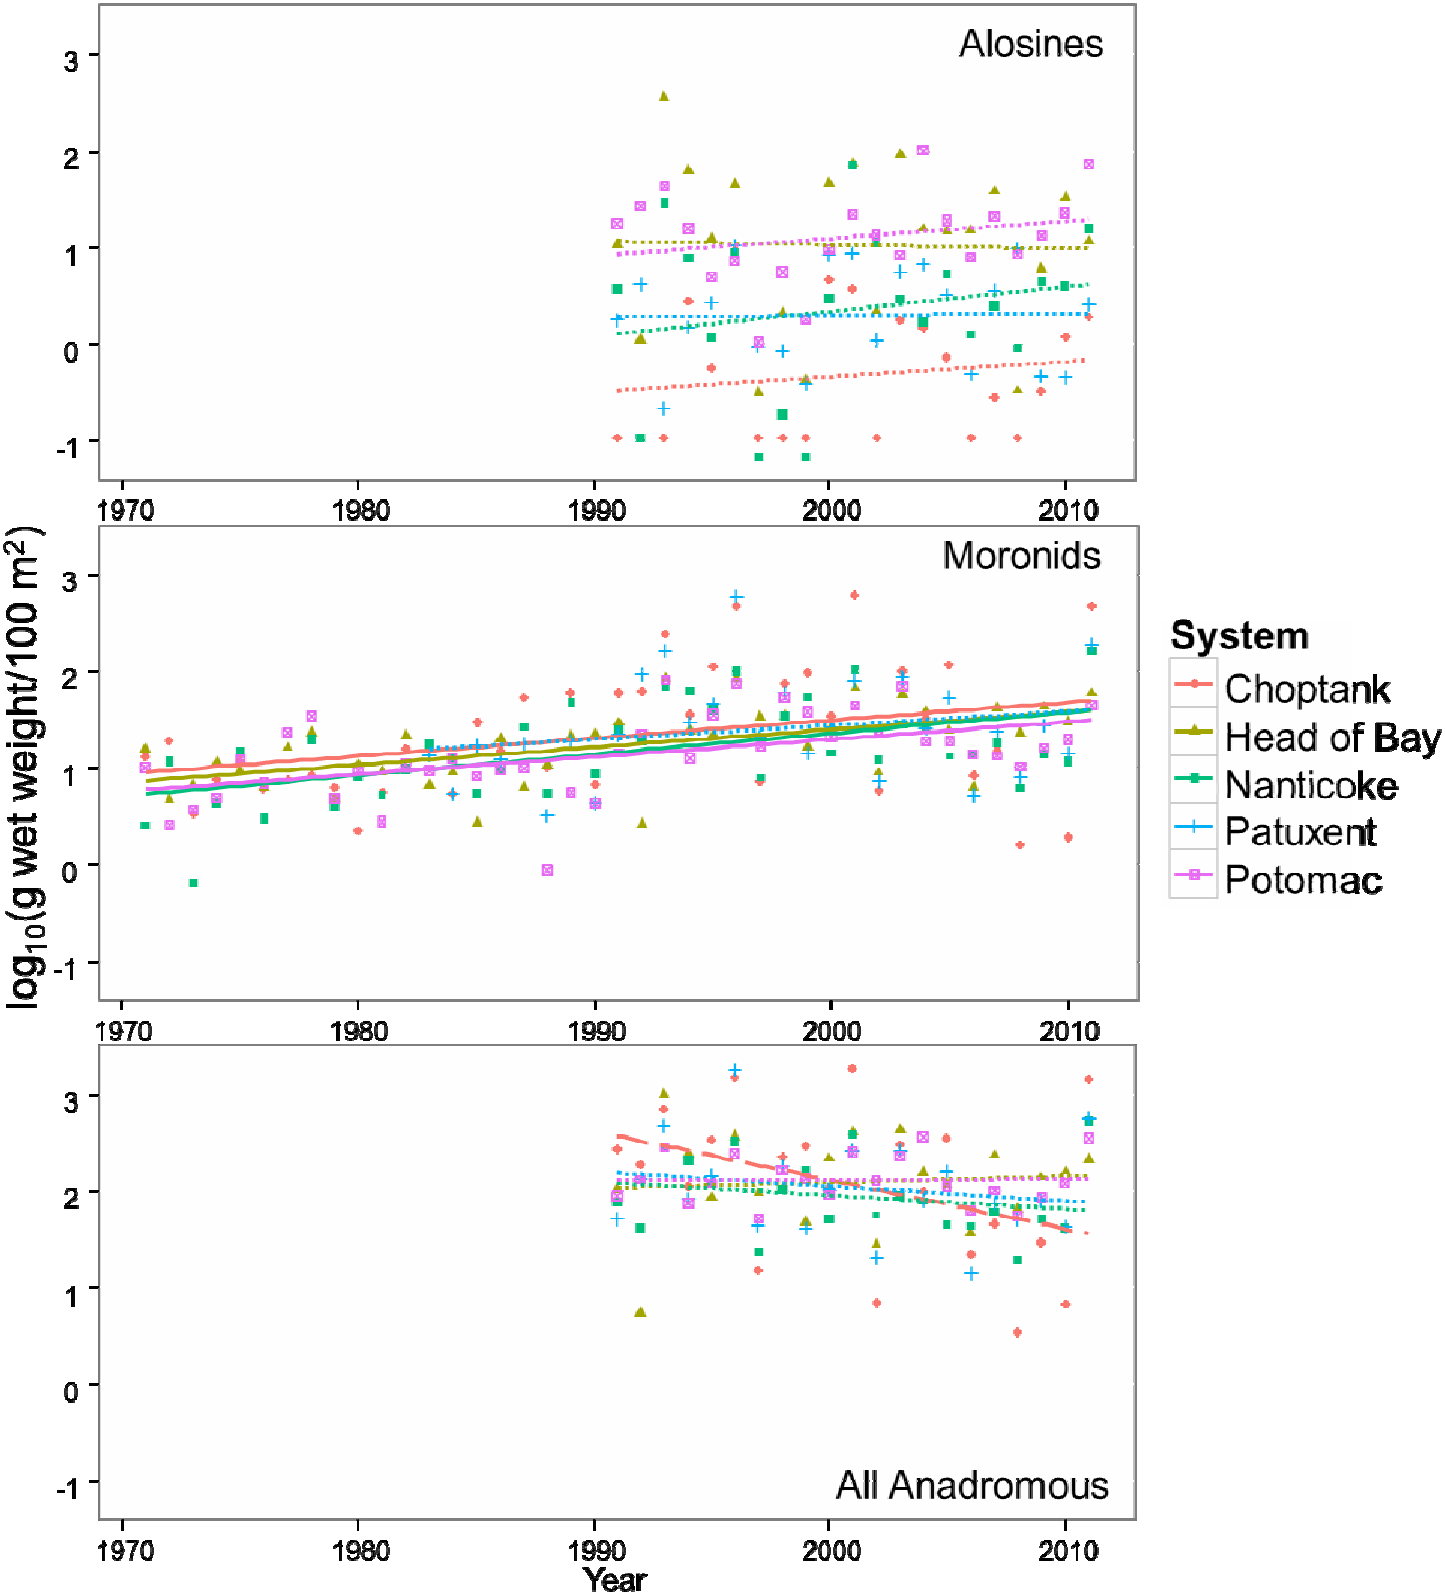 Alosines
3
2
1
0
-1
1970 1980 1990 2000 2010
log10(g wet weight/100 m2)
Moronids
3
2
1
0
-1
1970 1980 1990 2000 2010
System
Choptank
Head of Bay
Nanticoke
Patuxent
Potomac
3
2
1
0
-1
All Anadromous
1970 1980 1990 2000 2010
Year